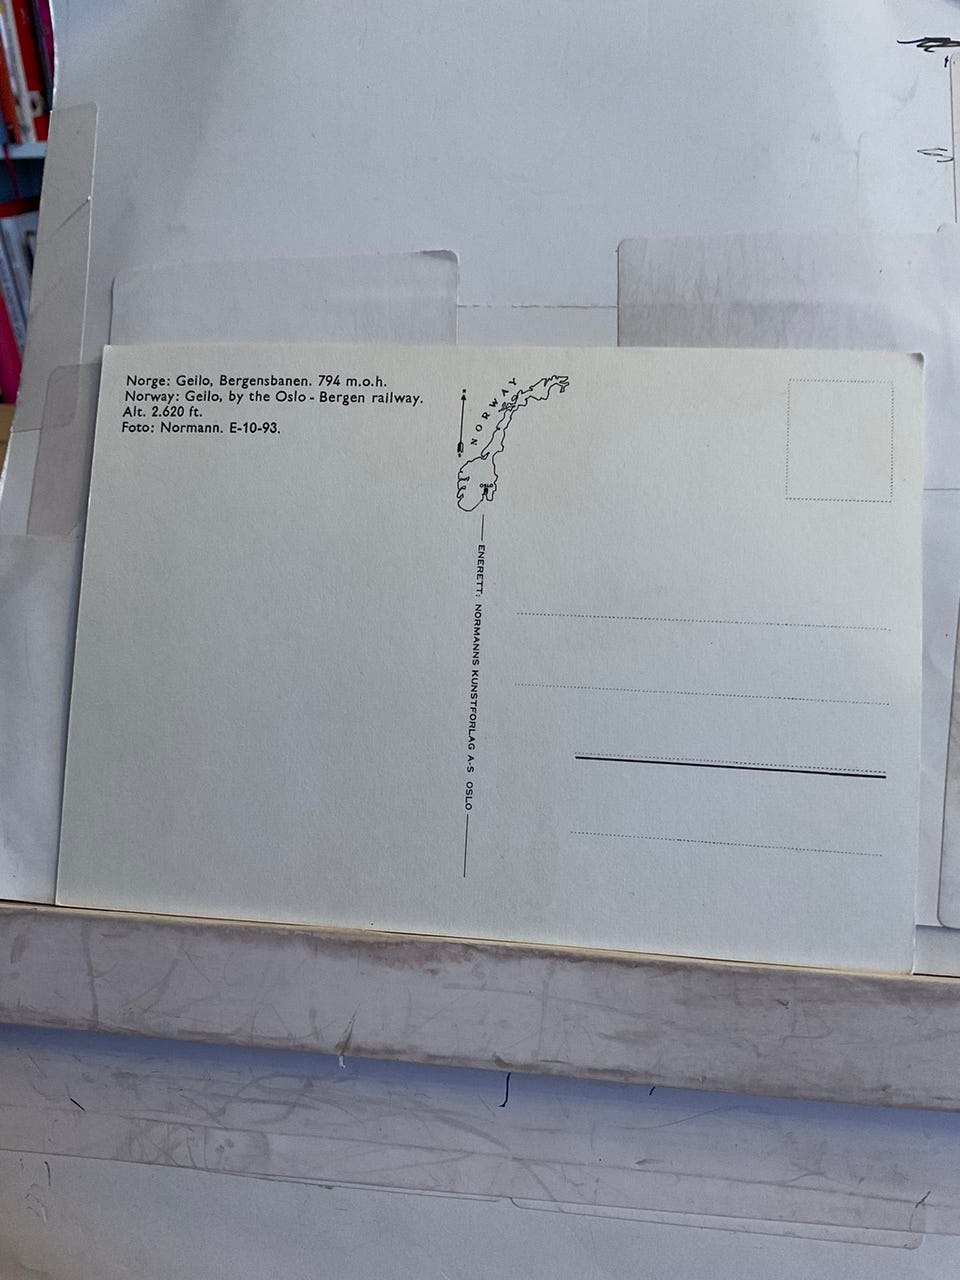 Norge: Geilo, Bergensbanen. 794 m.o.h.
Norway: Geilo, by the Oslo - Bergen railway.
Alt. 2.620 ft.
Foto: Normann. E-10-93.
NORWAY
OSLO
ENERETT: NORMANNS KUNSTFORLAG A-S OSLO